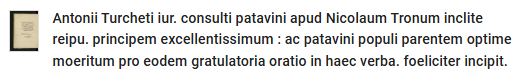 Antonii Turcheti iur. consulti patavini apud Nicolaum Tronum inclite
reipu. principem excellentissimum : ac patavini populi parentem optime
moeritum pro eodem gratulatoria oratio in haec verba. foeliciter incipit.